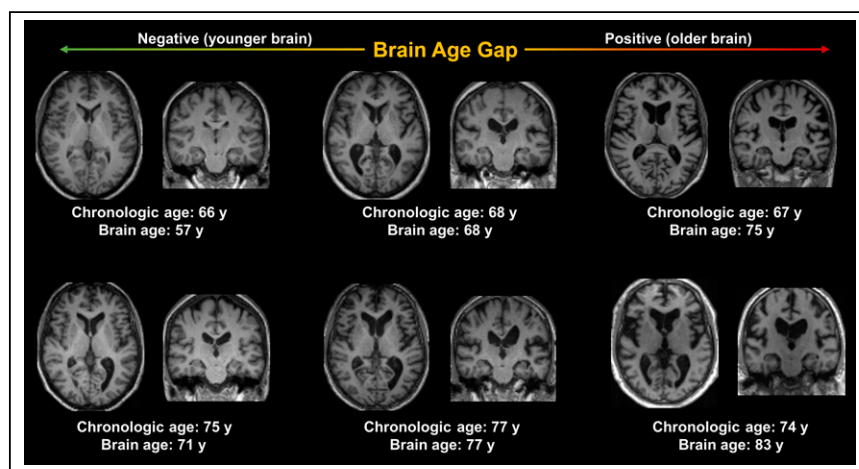 Negative (younger brain)
Brain Age Gap
Positive (older brain)
Chronologic age: 66 y
Brain age: 57 y
Chronologic age: 68 y
Brain age: 68 y
Chronologic age: 67 y
Brain age: 75 y
Chronologic age: 75 y
Brain age: 71 y
Chronologic age: 77 y
Brain age: 77 y
Chronologic age: 74 y
Brain age: 83 y